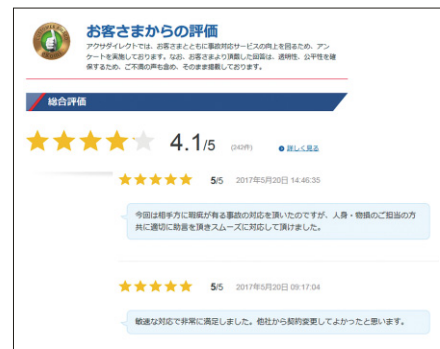 お客さまからの評価
アクサダイレクトでは、お客さまとともに事故対応サービスの向上を図るため、アン
ケートを実施しております。なお、お客さまより頂戴した回答は、透明性、公平性を確
保するため、ご不満の声も含め、そのまま掲載しております。
総合評価
4.1/5 (242件) 詳しく見る
5/5 2017年5月20日 14:46:35
今回は相手方に瑕疵が有る事故の対応を頂いたのですが、人身・物損のご担当の方
共に適切に助言を頂きスムーズに対応して頂けました。
5/5 2017年5月20日 09:17:04
敏速な対応で非常に満足しました。他社から契約変更してよかったと思います。